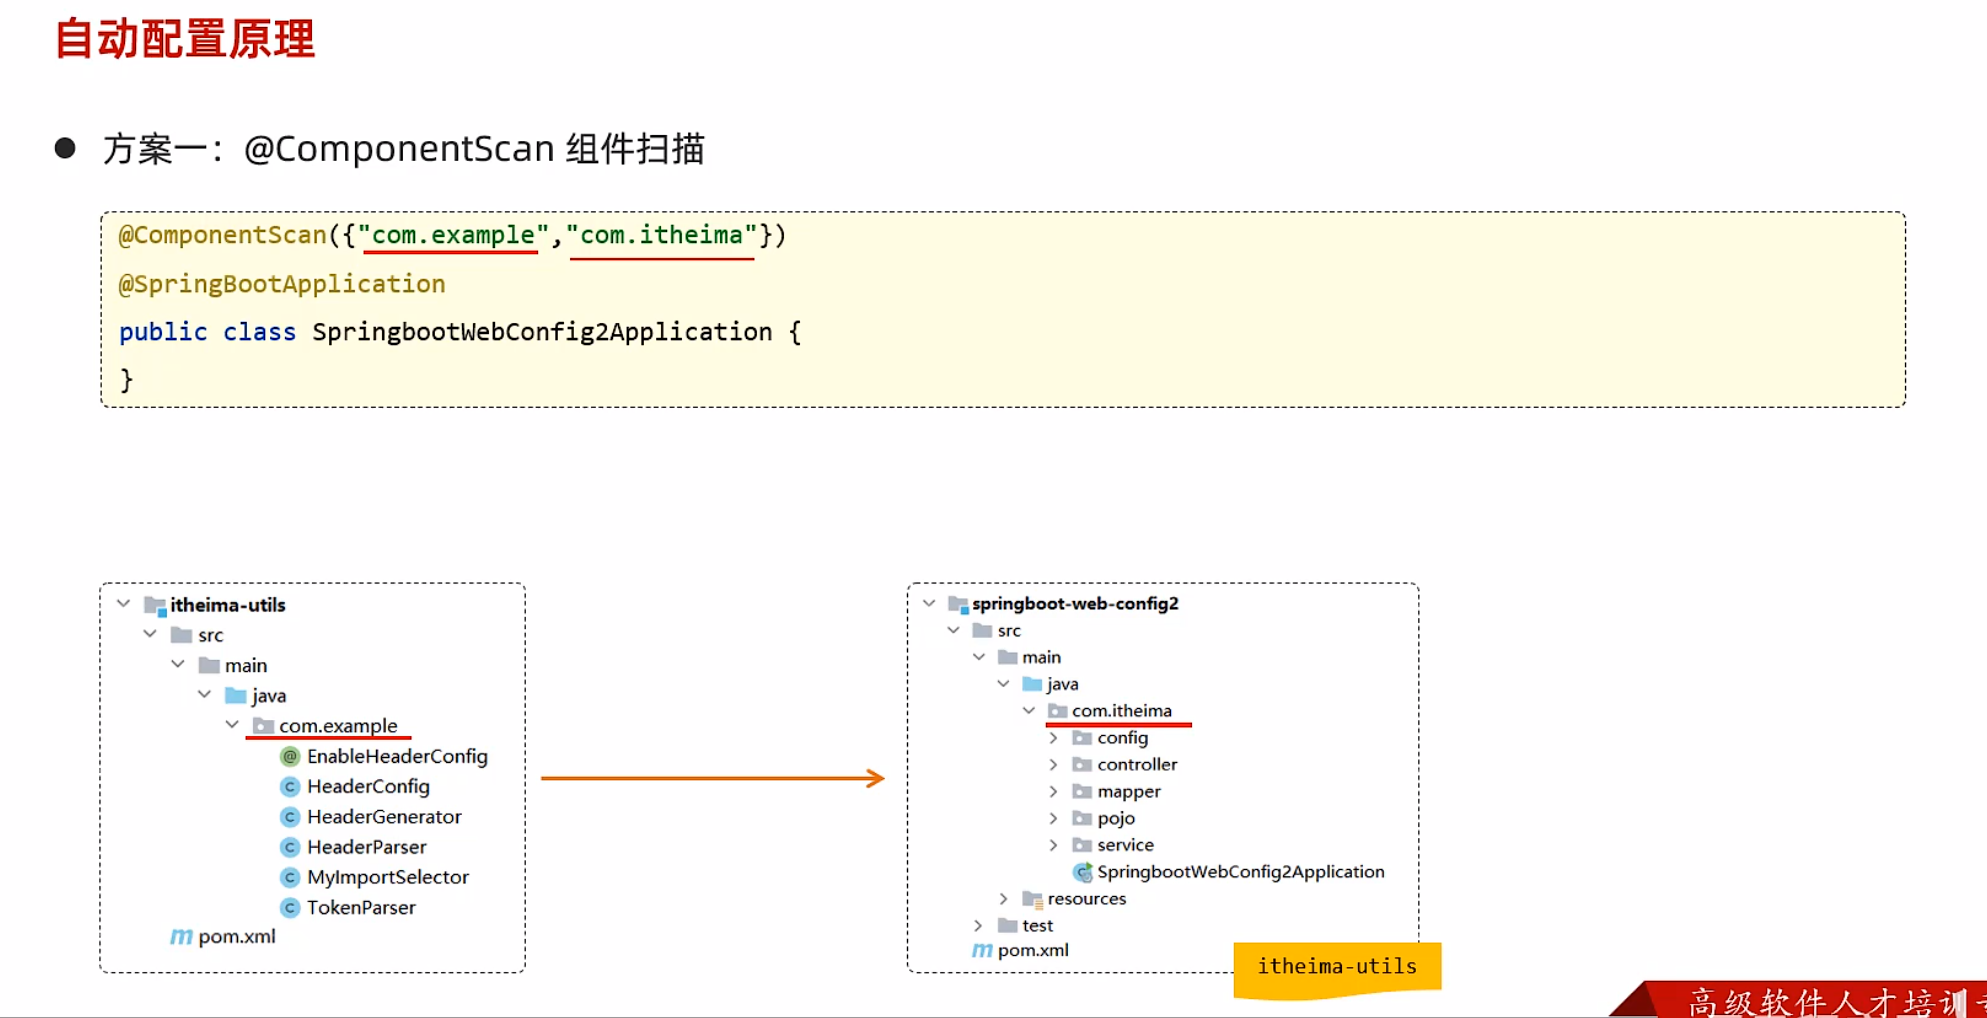 自动配置原理
● 方案一：@ComponentScan 组件扫描
@ComponentScan({"com.example","com.itheima"})
@SpringBootApplication
public class SpringbootWebConfig2Application {
}
itheima-utils
src
main
java
com.example
EnableHeaderConfig
HeaderConfig
HeaderGenerator
HeaderParser
MyImportSelector
TokenParser
pom.xml
springboot-web-config2
src
main
java
com.itheima
config
controller
mapper
pojo
service
SpringbootWebConfig2Application
resources
test
pom.xml
itheima-utils
高级软件人才培训